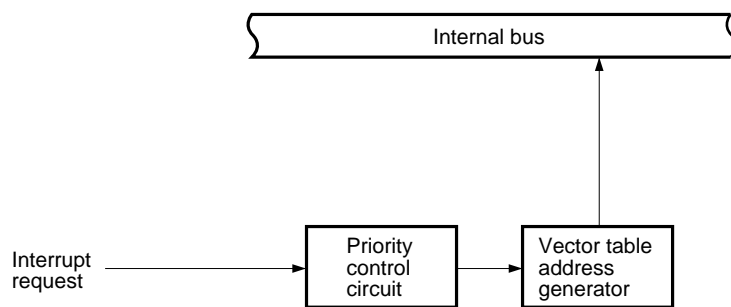 Internal bus
Interrupt
request
Priority
control
circuit
Vector table
address
generator